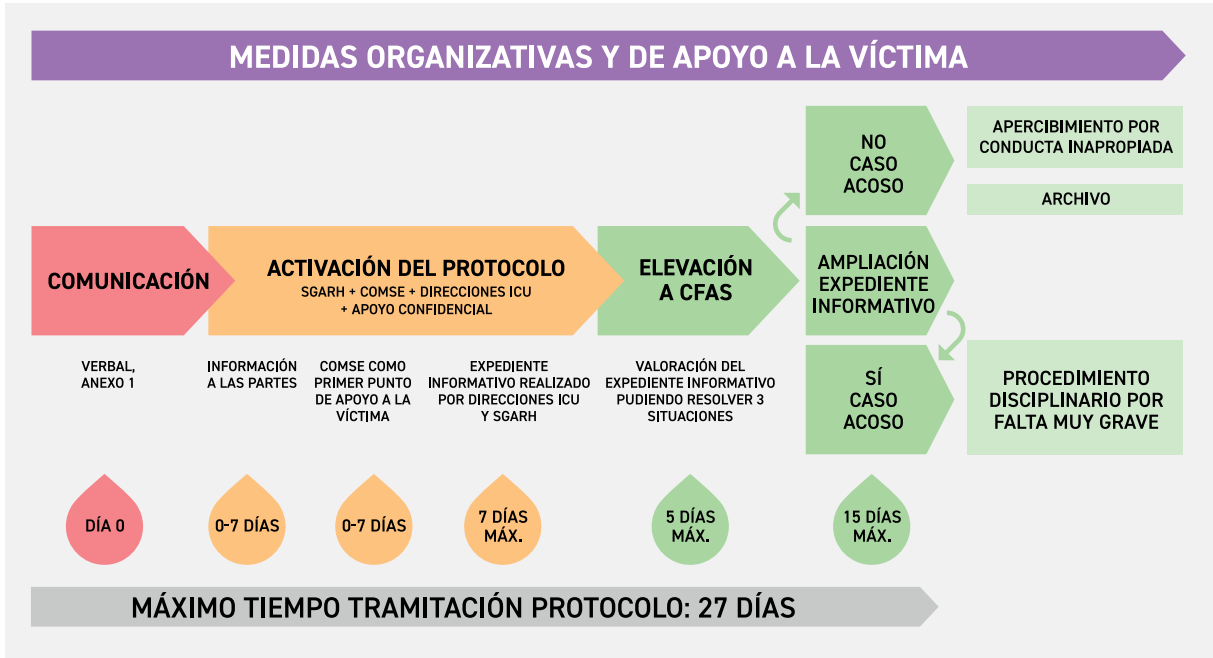 MEDIDAS ORGANIZATIVAS Y DE APOYO A LA VÍCTIMA
NO
CASO
ACOSO
APERCIBIMIENTO POR
CONDUCTA INAPROPIADA
ARCHIVO
COMUNICACIÓN
ACTIVACIÓN DEL PROTOCOLO
SGARH + COMSE + DIRECCIONES ICU
+ APOYO CONFIDENCIAL
ELEVACIÓN
A CFAS
AMPLIACIÓN
EXPEDIENTE
INFORMATIVO
VERBAL,
ANEXO 1
INFORMACIÓN
A LAS PARTES
COMSE COMO
PRIMER PUNTO
DE APOYO A LA
VÍCTIMA
EXPEDIENTE
INFORMATIVO REALIZADO
POR DIRECCIONES ICU
Y SGARH
VALORACIÓN DEL
EXPEDIENTE INFORMATIVO
PUDIENDO RESOLVER 3
SITUACIONES
SÍ
CASO
ACOSO
PROCEDIMIENTO
DISCIPLINARIO POR
FALTA MUY GRAVE
DÍA 0
0-7 DÍAS
0-7 DÍAS
7 DÍAS
MÁX.
5 DÍAS
MÁX.
15 DÍAS
MÁX.
MÁXIMO TIEMPO TRAMITACIÓN PROTOCOLO: 27 DÍAS